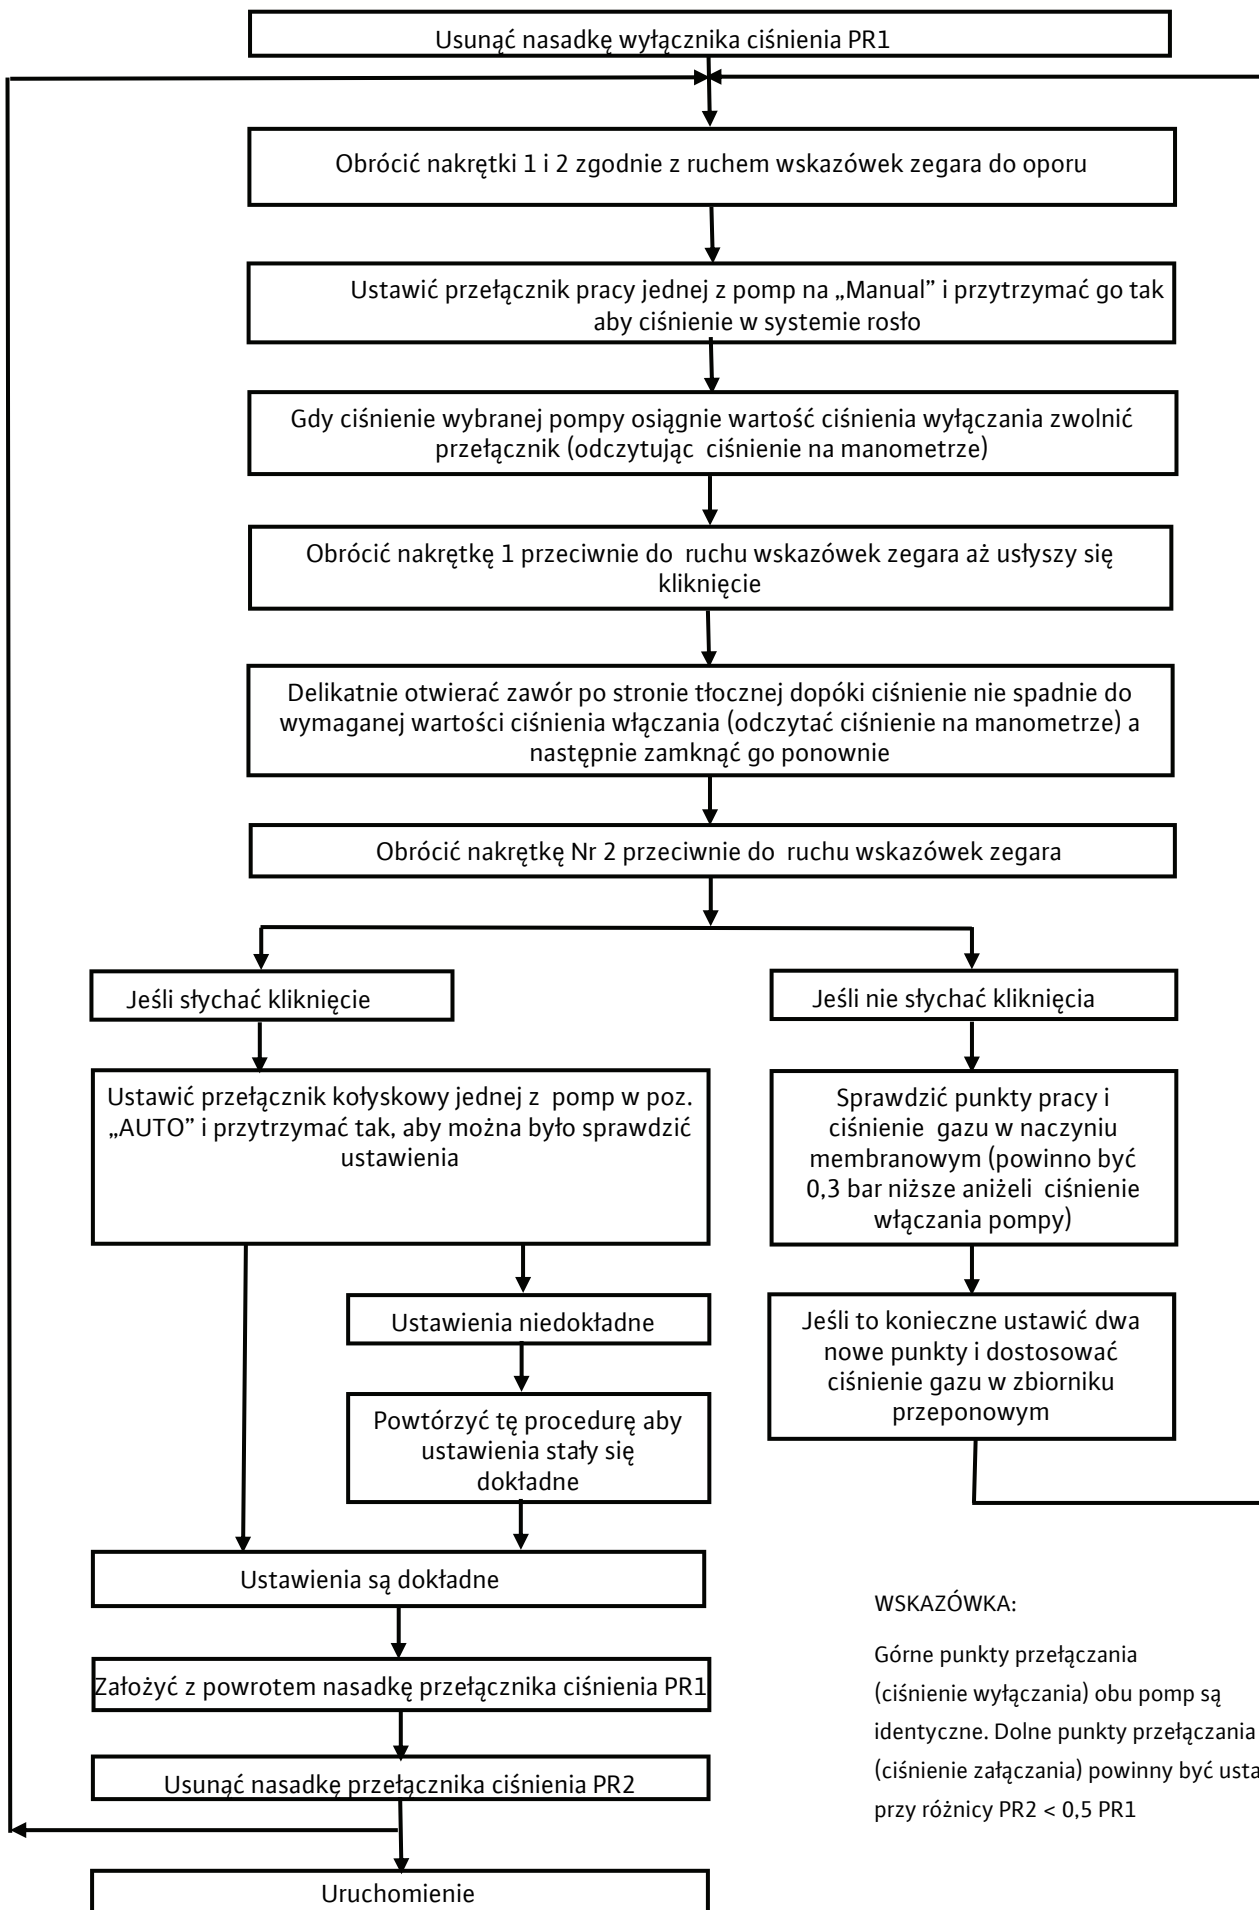 Usunąć nasadkę wyłącznika ciśnienia PR1
Obrócić nakrętki 1 i 2 zgodnie z ruchem wskazówek zegara do oporu
Ustawić przełącznik pracy jednej z pomp na „Manual” i przytrzymać go tak
aby ciśnienie w systemie rosło
Gdy ciśnienie wybranej pompy osiągnie wartość ciśnienia wyłączania zwolnić
przełącznik (odczytując ciśnienie na manometrze)
Obrócić nakrętkę 1 przeciwnie do ruchu wskazówek zegara aż usłyszy się
kliknięcie
Delikatnie otwierać zawór po stronie tłocznej dopóki ciśnienie nie spadnie do
wymaganej wartości ciśnienia włączania (odczytać ciśnienie na manometrze) a
następnie zamknąć go ponownie
Obrócić nakrętkę Nr 2 przeciwnie do ruchu wskazówek zegara
Jeśli słychać kliknięcie
Ustawić przełącznik kołyskowy jednej z pomp w poz.
„AUTO” i przytrzymać tak, aby można było sprawdzić
ustawienia
Ustawienia niedokładne
Powtórzyć tę procedurę aby
ustawienia stały się
dokładne
Ustawienia są dokładne
Założyć z powrotem nasadkę przełącznika ciśnienia PR1
Usunąć nasadkę przełącznika ciśnienia PR2
Uruchomienie
Jeśli nie słychać kliknięcia
Sprawdzić punkty pracy i
ciśnienie gazu w naczyniu
membranowym (powinno być
0,3 bar niższe aniżeli ciśnienie
włączania pompy)
Jeśli to konieczne ustawić dwa
nowe punkty i dostosować
ciśnienie gazu w zbiorniku
przeponowym
WSKAZÓWKA:
Górne punkty przełączania
(ciśnienie wyłączania) obu pomp są
identyczne. Dolne punkty przełączania
(ciśnienie załączania) powinny być usta
przy różnicy PR2 < 0,5 PR1